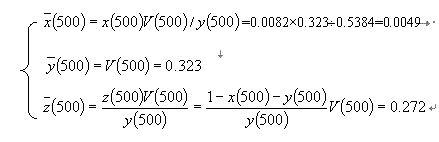 x̄(500) = x(500)V(500) / y(500)=0.0082×0.323÷0.5384=0.0049
ȳ(500) = V(500) = 0.323
z̄(500) = z(500)V(500) / y(500) = 1− x(500) − y(500) / y(500) V(500) = 0.272